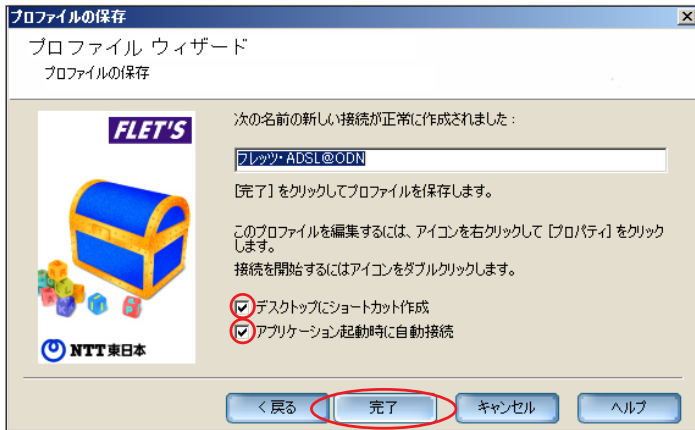 プロファイルの保存
プロファイル ウィザード
プロファイルの保存
FLET'S
次の名前の新しい接続が正常に作成されました：
フレッツ・ADSL@ODN
[完了] をクリックしてプロファイルを保存します。
このプロファイルを編集するには、アイコンを右クリックして [プロパティ] をクリック
します。
接続を開始するにはアイコンをダブルクリックします。
デスクトップにショートカット作成
アプリケーション起動時に自動接続
NTT東日本
< 戻る
完了
キャンセル
ヘルプ